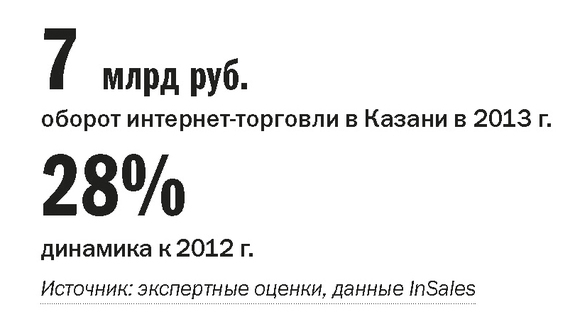 7 млрд руб.
оборот интернет-торговли в Казани в 2013 г.
28%
динамика к 2012 г.
Источник: экспертные оценки, данные InSales